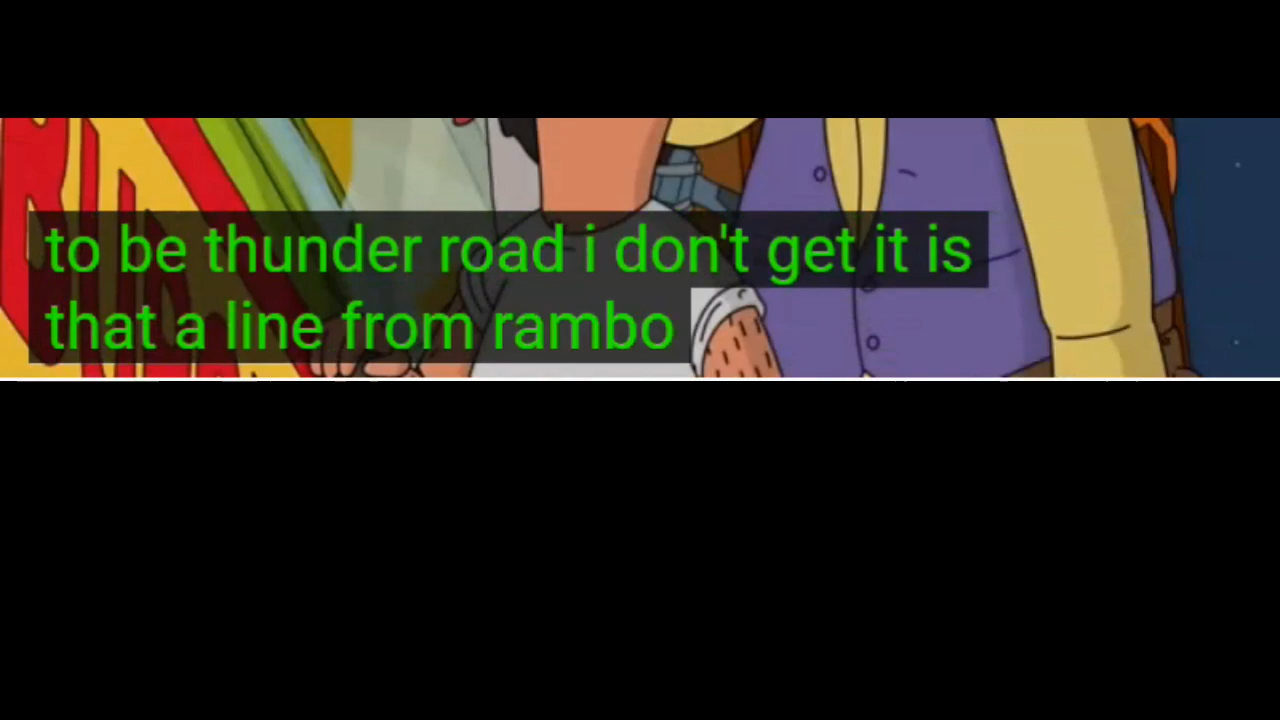 to be thunder road i don't get it is
that a line from rambo